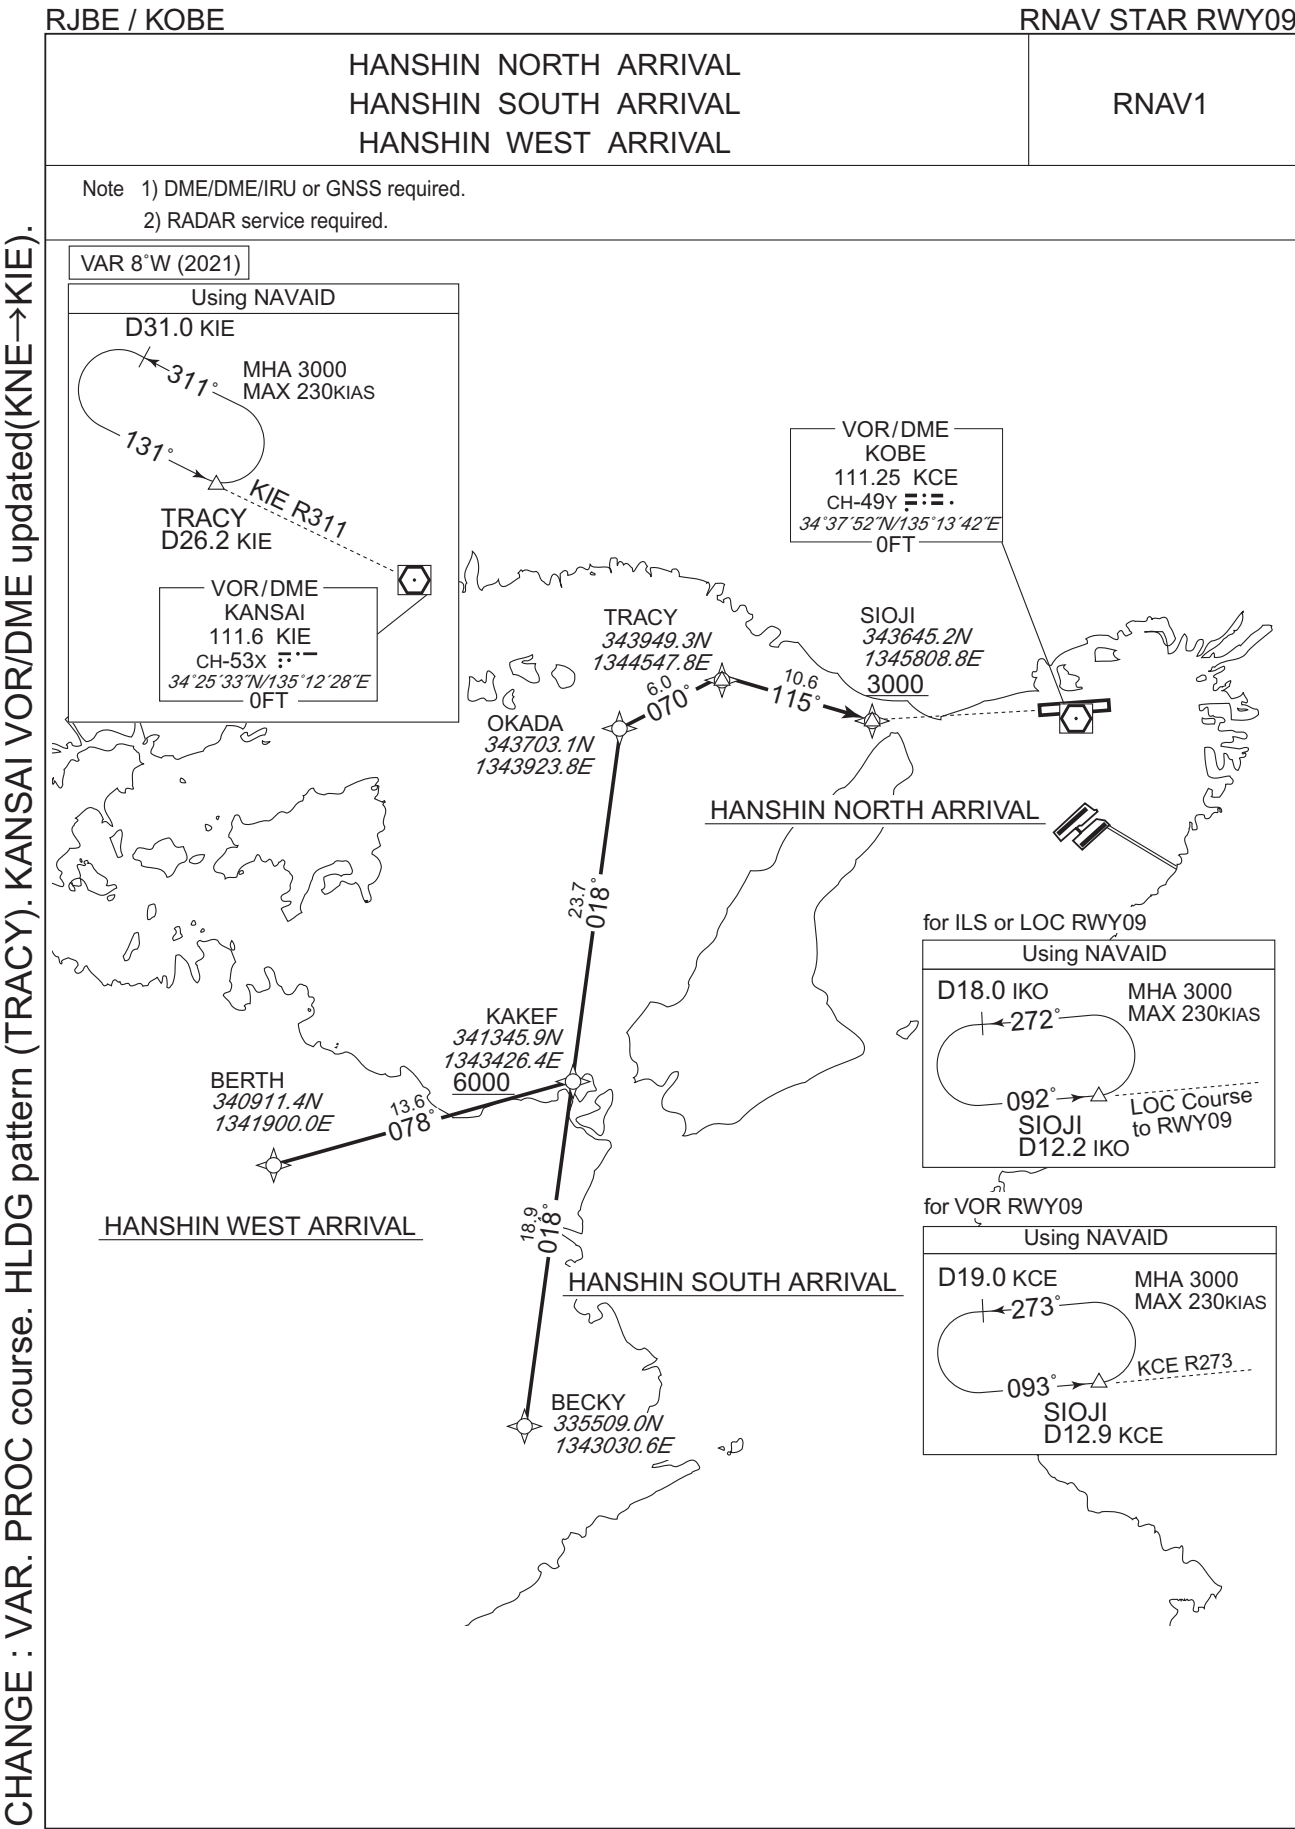 RJBE / KOBE
RNAV STAR RWY09
HANSHIN NORTH ARRIVAL
HANSHIN SOUTH ARRIVAL
HANSHIN WEST ARRIVAL
RNAV1
Note 1) DME/DME/IRU or GNSS required.
2) RADAR service required.
VAR 8°W (2021)
Using NAVAID
D31.0 KIE
311°
MHA 3000
MAX 230KIAS
131°
KIE R311
TRACY
D26.2 KIE
VOR/DME
KANSAI
111.6 KIE
CH-53X
34°25´33˝N/135°12´28˝E
0FT
VOR/DME
KOBE
111.25 KCE
CH-49Y
34°37´52˝N/135°13´42˝E
0FT
TRACY
343949.3N
1344547.8E
SIOJI
343645.2N
1345808.8E
3000
10.6
115°
6.0
070°
OKADA
343703.1N
1343923.8E
HANSHIN NORTH ARRIVAL
23.7
018°
KAKEF
341345.9N
1343426.4E
6000
BERTH
340911.4N
1341900.0E
13.6
078°
HANSHIN WEST ARRIVAL
18.9
018°
HANSHIN SOUTH ARRIVAL
BECKY
335509.0N
1343030.6E
for ILS or LOC RWY09
Using NAVAID
D18.0 IKO
MHA 3000
MAX 230KIAS
272°
092°
SIOJI
D12.2 IKO
LOC Course
to RWY09
for VOR RWY09
Using NAVAID
D19.0 KCE
MHA 3000
MAX 230KIAS
273°
093°
KCE R273
SIOJI
D12.9 KCE
CHANGE : VAR. PROC course. HLDG pattern (TRACY). KANSAI VOR/DME updated(KNE→KIE).